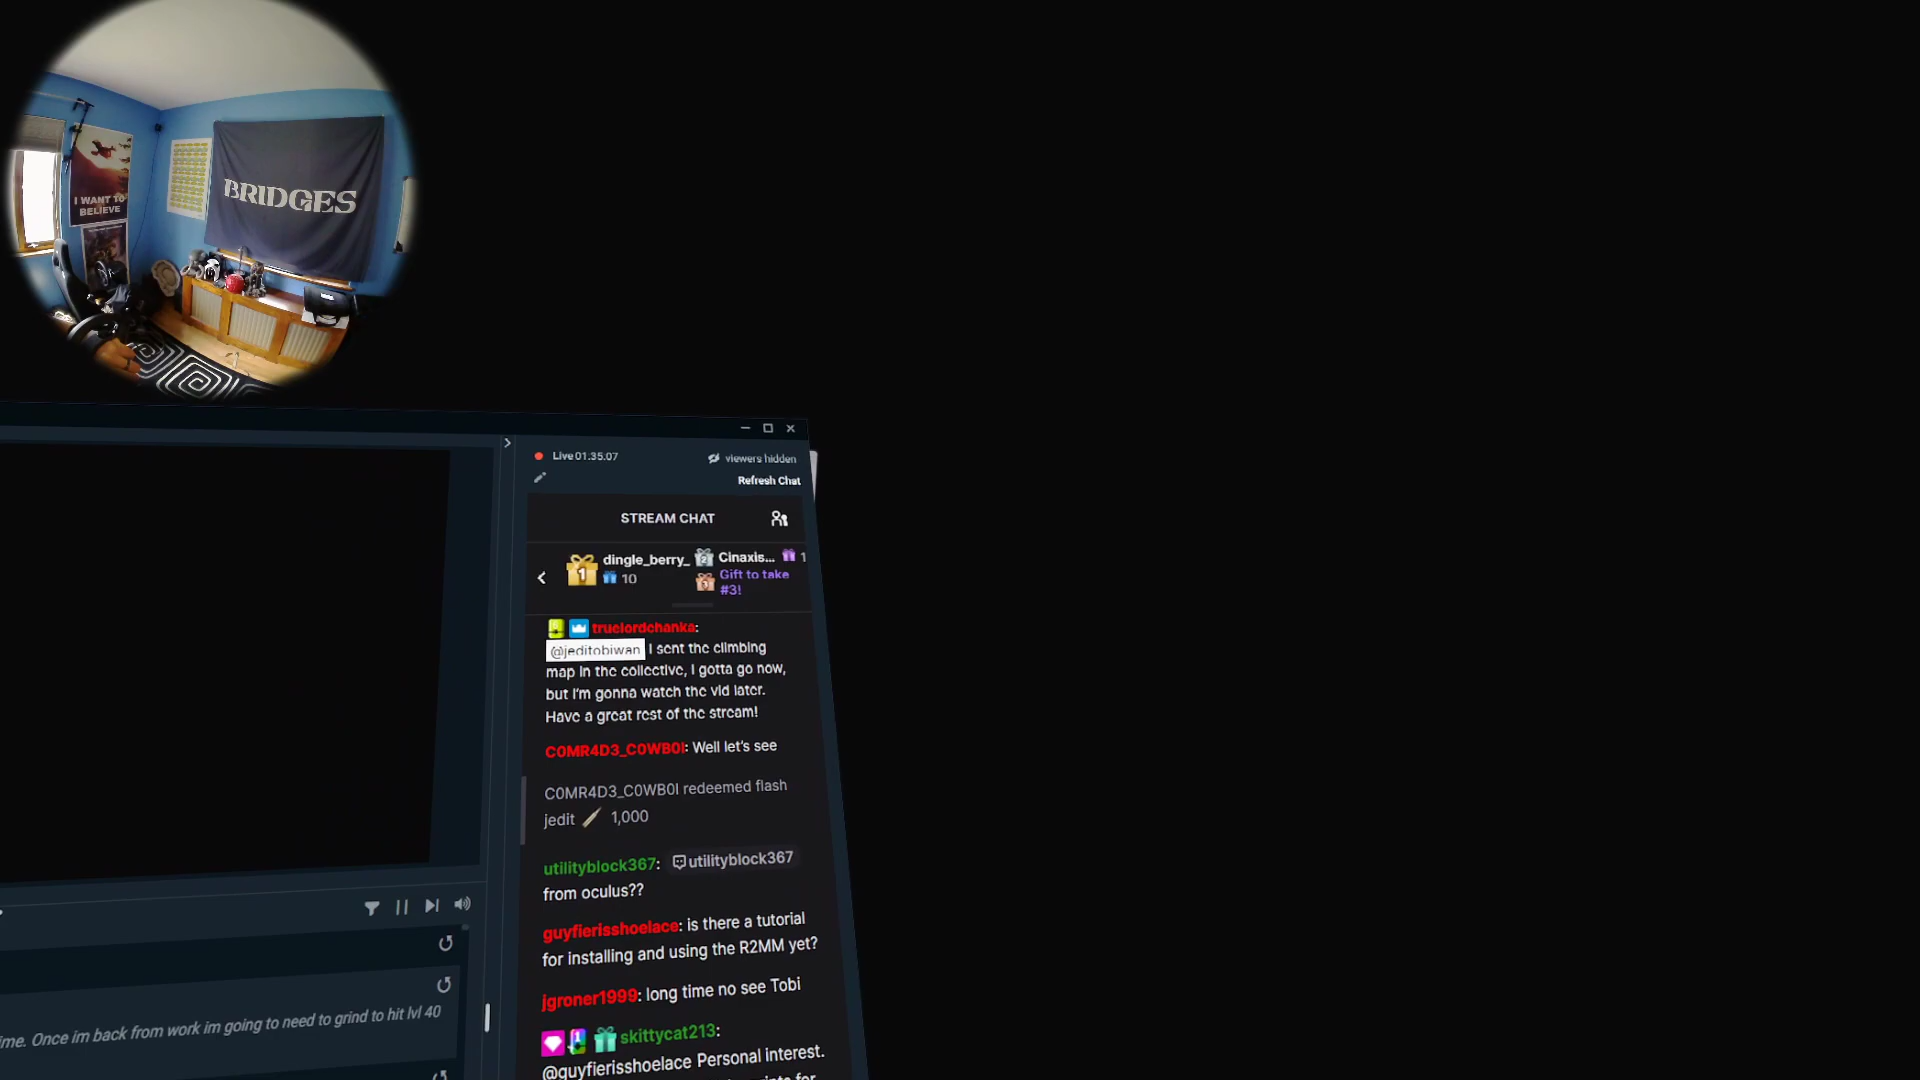 I WANT TO
BELIEVE
BRIDGES
Live 01:35:07
viewers hidden
Refresh Chat
STREAM CHAT
1 dingle_berry_
10
2 Cinaxis... 1
3 Gift to take
#3!
truelordchanka:
@jeditobiwan I sent the climbing
map in the collective, I gotta go now,
but I'm gonna watch the vid later.
Have a great rest of the stream!
C0MR4D3_C0WB0I: Well let's see
C0MR4D3_C0WB0I redeemed flash
jedit 1,000
utilityblock367: utilityblock367
from oculus??
guyfierisshoelace: is there a tutorial
for installing and using the R2MM yet?
jgroner1999: long time no see Tobi
skittycat213:
@guyfierisshoelace Personal interest.
ime. Once im back from work im going to need to grind to hit lvl 40